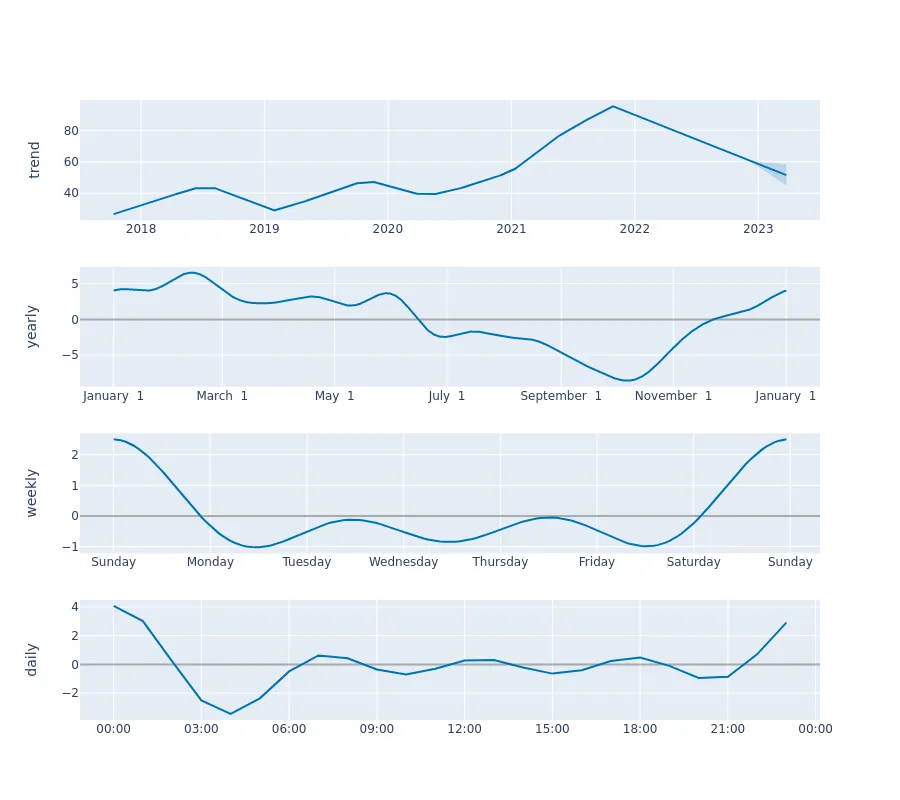 trend
80
60
40
2018 2019 2020 2021 2022 2023
yearly
5
0
−5
January 1 March 1 May 1 July 1 September 1 November 1 January 1
weekly
2
1
0
−1
Sunday Monday Tuesday Wednesday Thursday Friday Saturday Sunday
daily
4
2
0
−2
00:00 03:00 06:00 09:00 12:00 15:00 18:00 21:00 00:00